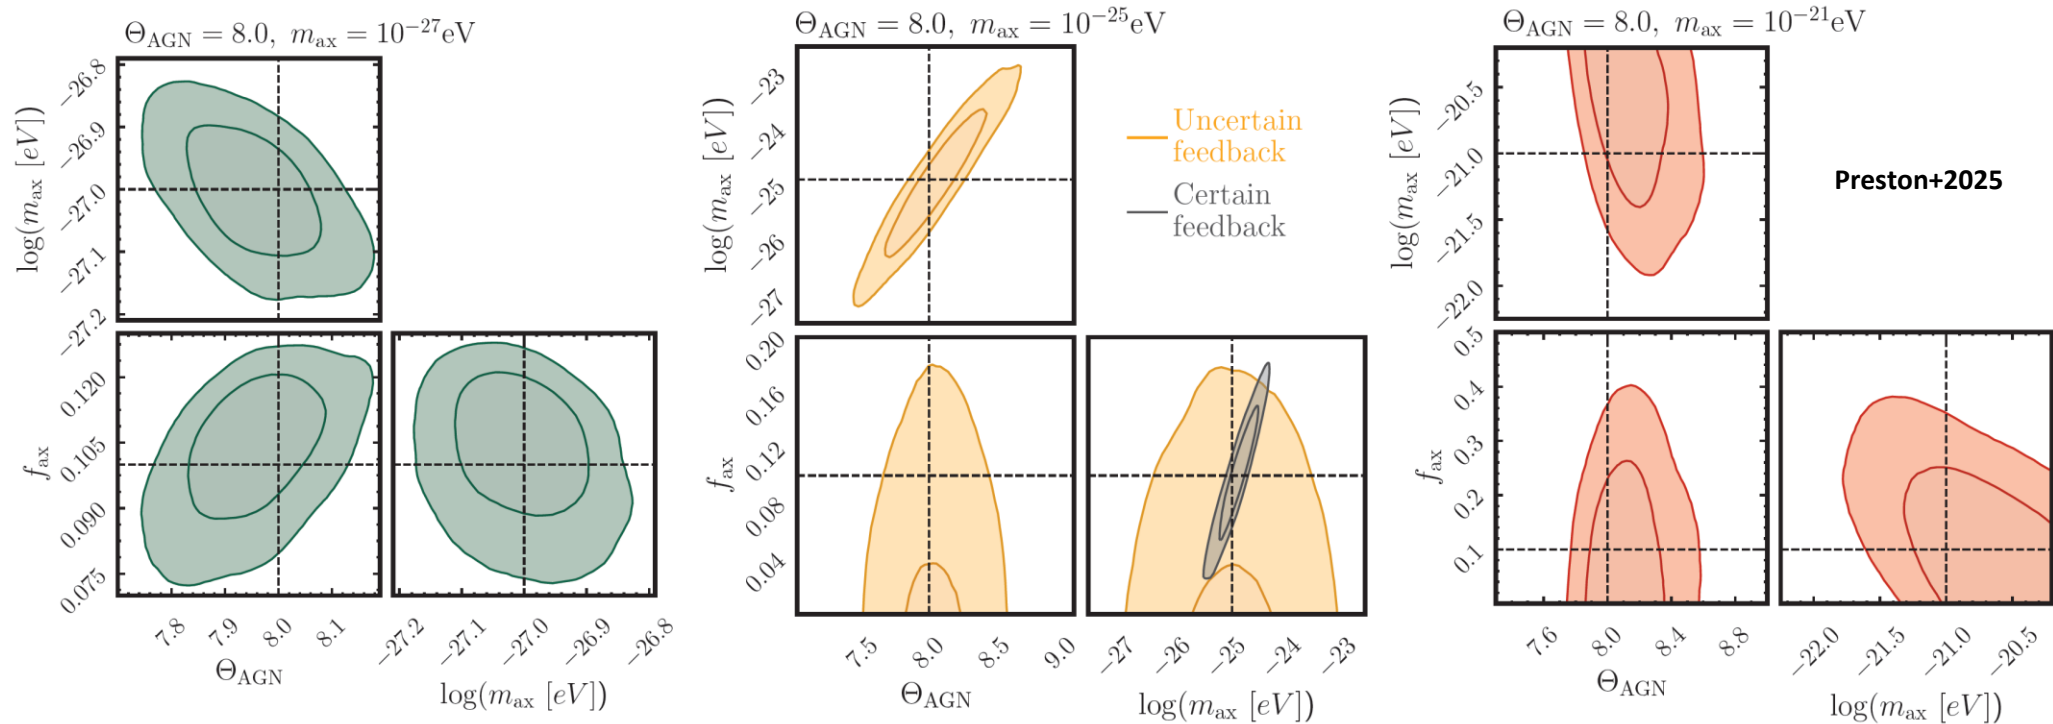 Θ_AGN = 8.0, m_ax = 10^−27 eV
log(m_ax [eV])
−26.8
−26.9
−27.0
−27.1
−27.2
f_ax
0.120
0.105
0.090
0.075
7.8 7.9 8.0 8.1
Θ_AGN
−27.2 −27.1 −27.0 −26.9 −26.8
log(m_ax [eV])
Θ_AGN = 8.0, m_ax = 10^−25 eV
log(m_ax [eV])
−23
−24
−25
−26
−27
Uncertain
feedback
Certain
feedback
f_ax
0.20
0.16
0.12
0.08
0.04
7.5 8.0 8.5 9.0
Θ_AGN
−27 −26 −25 −24 −23
log(m_ax [eV])
Θ_AGN = 8.0, m_ax = 10^−21 eV
log(m_ax [eV])
−20.5
−21.0
−21.5
−22.0
Preston+2025
f_ax
0.5
0.4
0.3
0.2
0.1
7.6 8.0 8.4 8.8
Θ_AGN
−22.0 −21.5 −21.0 −20.5
log(m_ax [eV])